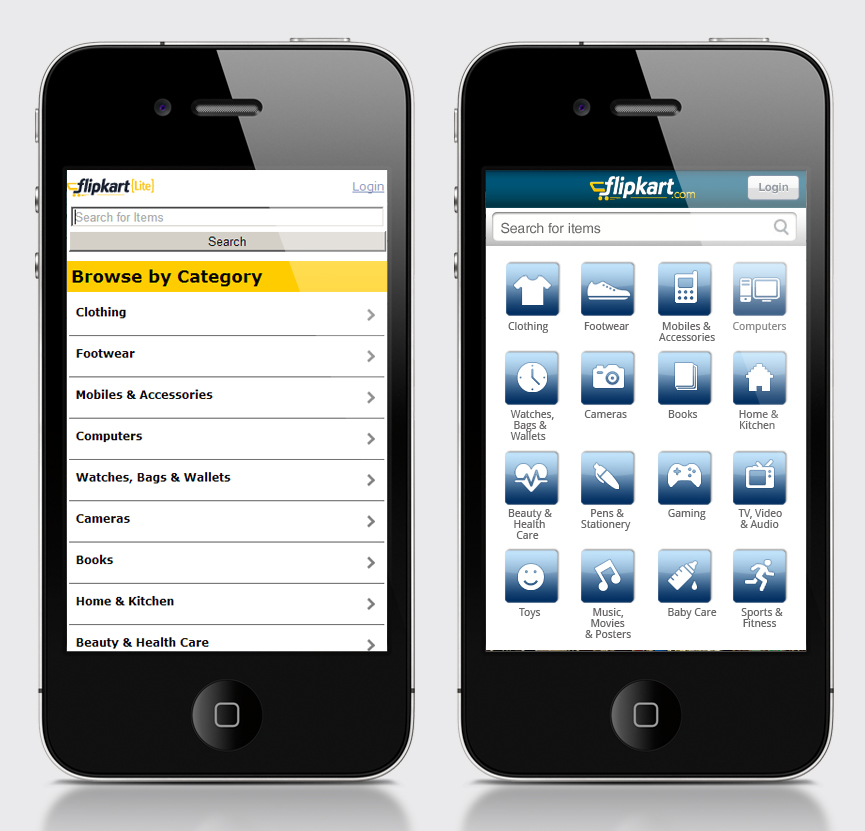 flipkart [Lite]
Login
Search for Items
Search
Browse by Category
Clothing
Footwear
Mobiles & Accessories
Computers
Watches, Bags & Wallets
Cameras
Books
Home & Kitchen
Beauty & Health Care
flipkart.com
Login
Search for items
Clothing
Footwear
Mobiles &
Accessories
Computers
Watches,
Bags &
Wallets
Cameras
Books
Home &
Kitchen
Beauty &
Health
Care
Pens &
Stationery
Gaming
TV, Video
& Audio
Toys
Music,
Movies
& Posters
Baby Care
Sports &
Fitness